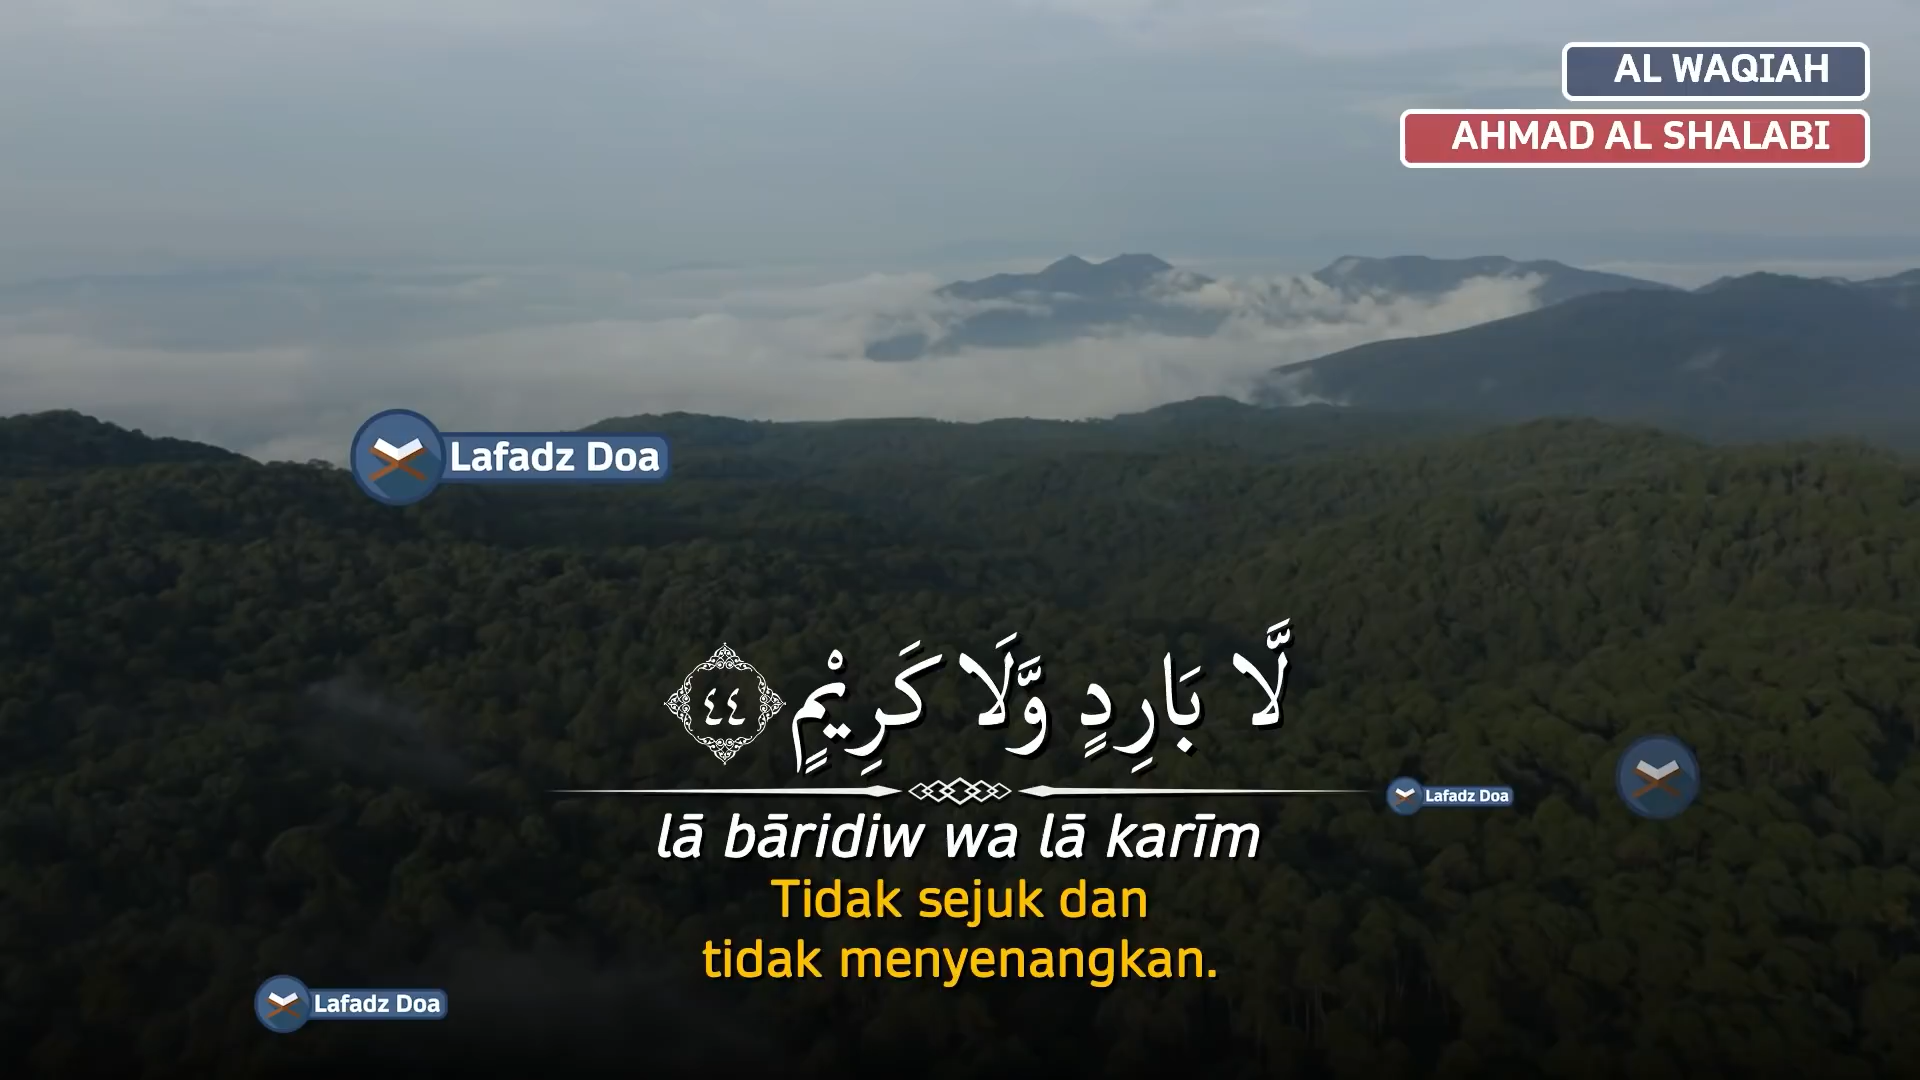 AL WAQIAH
AHMAD AL SHALABI
Lafadz Doa
لَّا بَارِدٍ وَّلَا كَرِيْمٍ ٤٤
Lafadz Doa
lā bāridiw wa lā karīm
Tidak sejuk dan
tidak menyenangkan.
Lafadz Doa